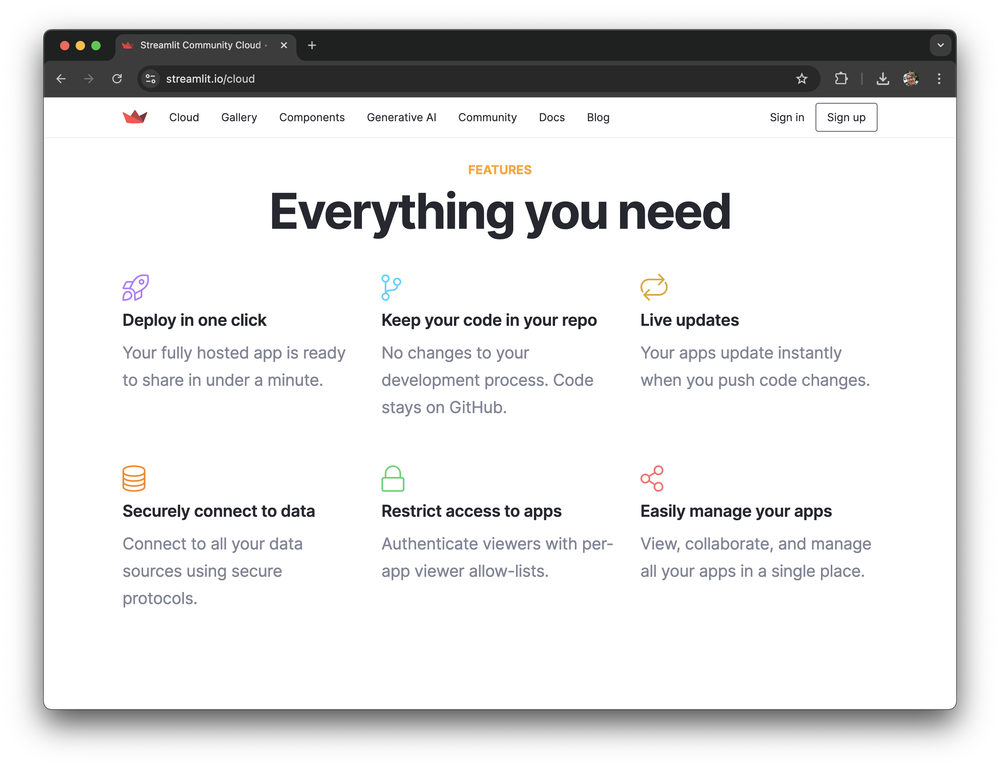 Streamlit Community Cloud •
streamlit.io/cloud
Cloud Gallery Components Generative AI Community Docs Blog Sign in Sign up
FEATURES
Everything you need
Deploy in one click
Your fully hosted app is ready
to share in under a minute.
Keep your code in your repo
No changes to your
development process. Code
stays on GitHub.
Live updates
Your apps update instantly
when you push code changes.
Securely connect to data
Connect to all your data
sources using secure
protocols.
Restrict access to apps
Authenticate viewers with per-
app viewer allow-lists.
Easily manage your apps
View, collaborate, and manage
all your apps in a single place.